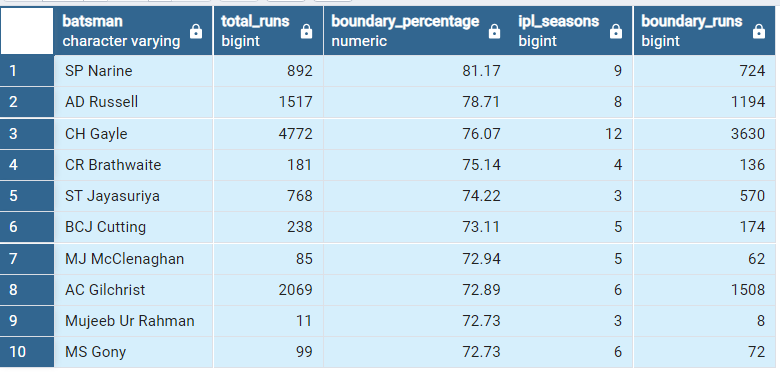 batsman total_runs boundary_percentage ipl_seasons boundary_runs
character varying bigint numeric bigint bigint
1 SP Narine 892 81.17 9 724
2 AD Russell 1517 78.71 8 1194
3 CH Gayle 4772 76.07 12 3630
4 CR Brathwaite 181 75.14 4 136
5 ST Jayasuriya 768 74.22 3 570
6 BCJ Cutting 238 73.11 5 174
7 MJ McClenaghan 85 72.94 5 62
8 AC Gilchrist 2069 72.89 6 1508
9 Mujeeb Ur Rahman 11 72.73 3 8
10 MS Gony 99 72.73 6 72